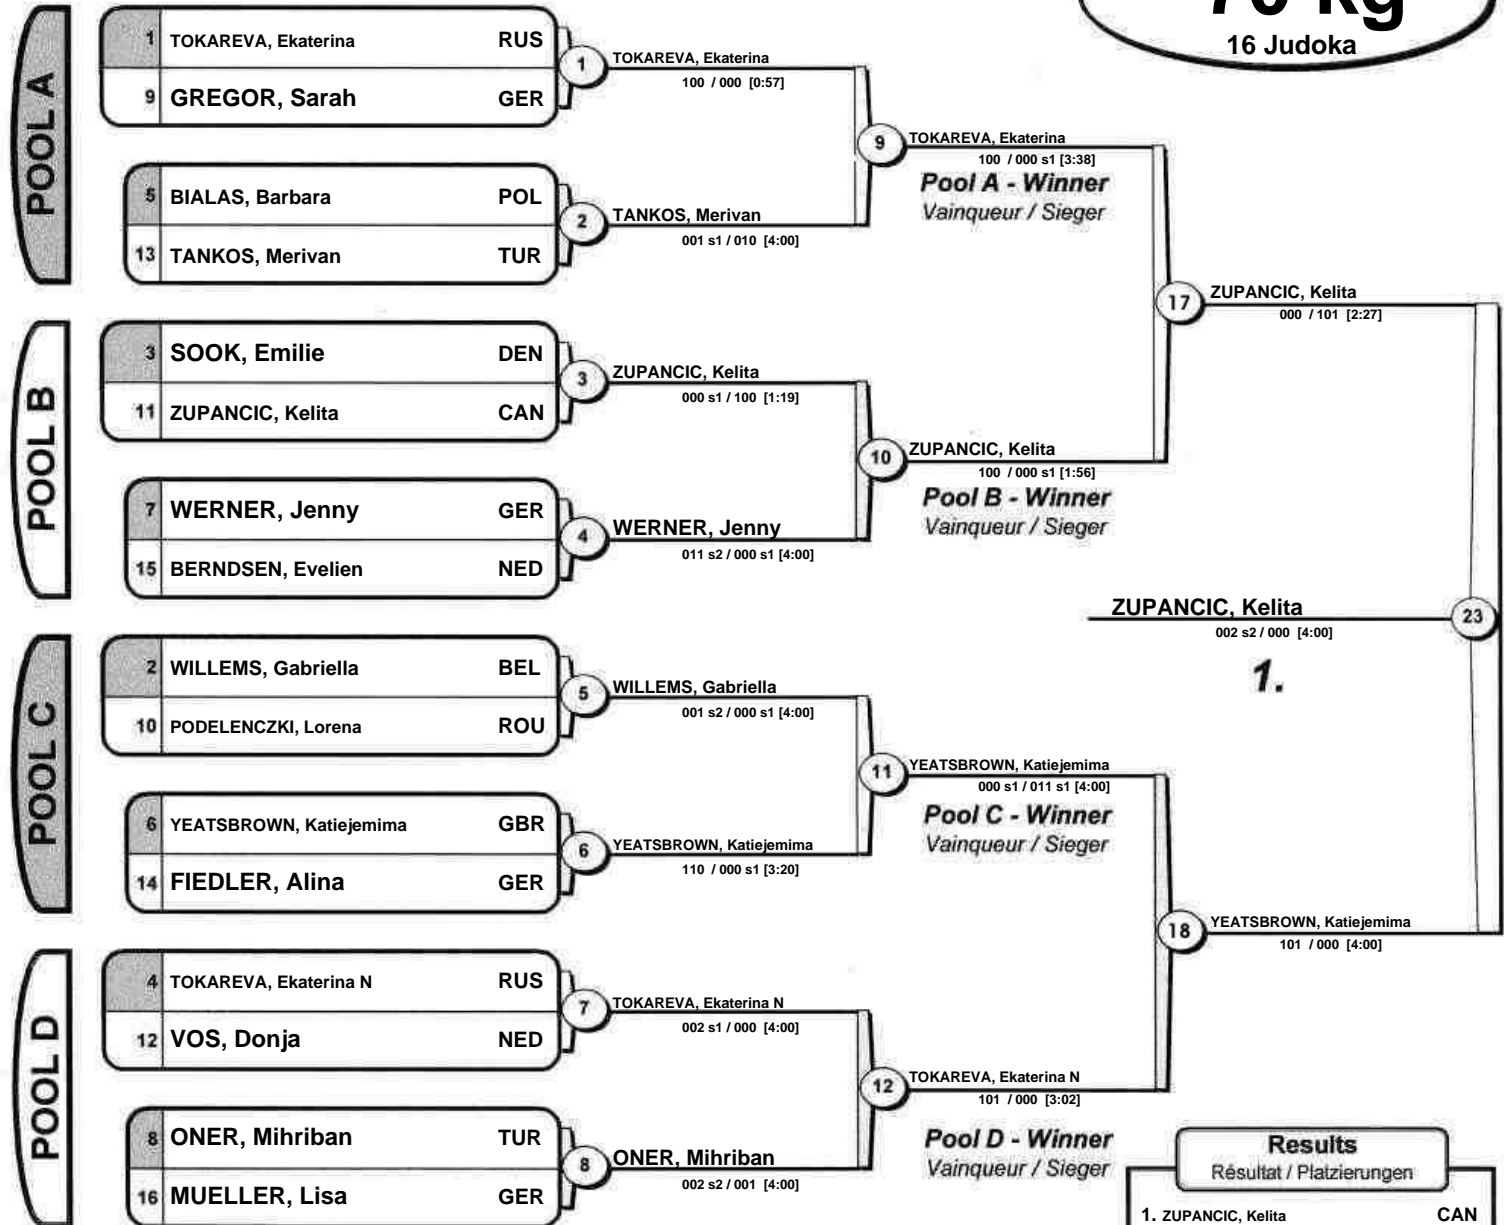 70 kg
16 Judoka
POOL A
1 TOKAREVA, Ekaterina RUS
9 GREGOR, Sarah GER
1
TOKAREVA, Ekaterina
100 / 000 [0:57]
5 BIALAS, Barbara POL
13 TANKOS, Merivan TUR
2
TANKOS, Merivan
001 s1 / 010 [4:00]
9
TOKAREVA, Ekaterina
100 / 000 s1 [3:38]
Pool A - Winner
Vainqueur / Sieger
POOL B
3 SOOK, Emilie DEN
11 ZUPANCIC, Kelita CAN
3
ZUPANCIC, Kelita
000 s1 / 100 [1:19]
7 WERNER, Jenny GER
15 BERNDSEN, Evelien NED
4
WERNER, Jenny
011 s2 / 000 s1 [4:00]
10
ZUPANCIC, Kelita
100 / 000 s1 [1:56]
Pool B - Winner
Vainqueur / Sieger
17
ZUPANCIC, Kelita
000 / 101 [2:27]
POOL C
2 WILLEMS, Gabriella BEL
10 PODELENCZKI, Lorena ROU
5
WILLEMS, Gabriella
001 s2 / 000 s1 [4:00]
6 YEATSBROWN, Katiejemima GBR
14 FIEDLER, Alina GER
6
YEATSBROWN, Katiejemima
110 / 000 s1 [3:20]
11
YEATSBROWN, Katiejemima
000 s1 / 011 s1 [4:00]
Pool C - Winner
Vainqueur / Sieger
POOL D
4 TOKAREVA, Ekaterina N RUS
12 VOS, Donja NED
7
TOKAREVA, Ekaterina N
002 s1 / 000 [4:00]
8 ONER, Mihriban TUR
16 MUELLER, Lisa GER
8
ONER, Mihriban
002 s2 / 001 [4:00]
12
TOKAREVA, Ekaterina N
101 / 000 [3:02]
Pool D - Winner
Vainqueur / Sieger
18
YEATSBROWN, Katiejemima
101 / 000 [4:00]
23
ZUPANCIC, Kelita
002 s2 / 000 [4:00]
1.
Results
Résultat / Platzierungen
1. ZUPANCIC, Kelita CAN